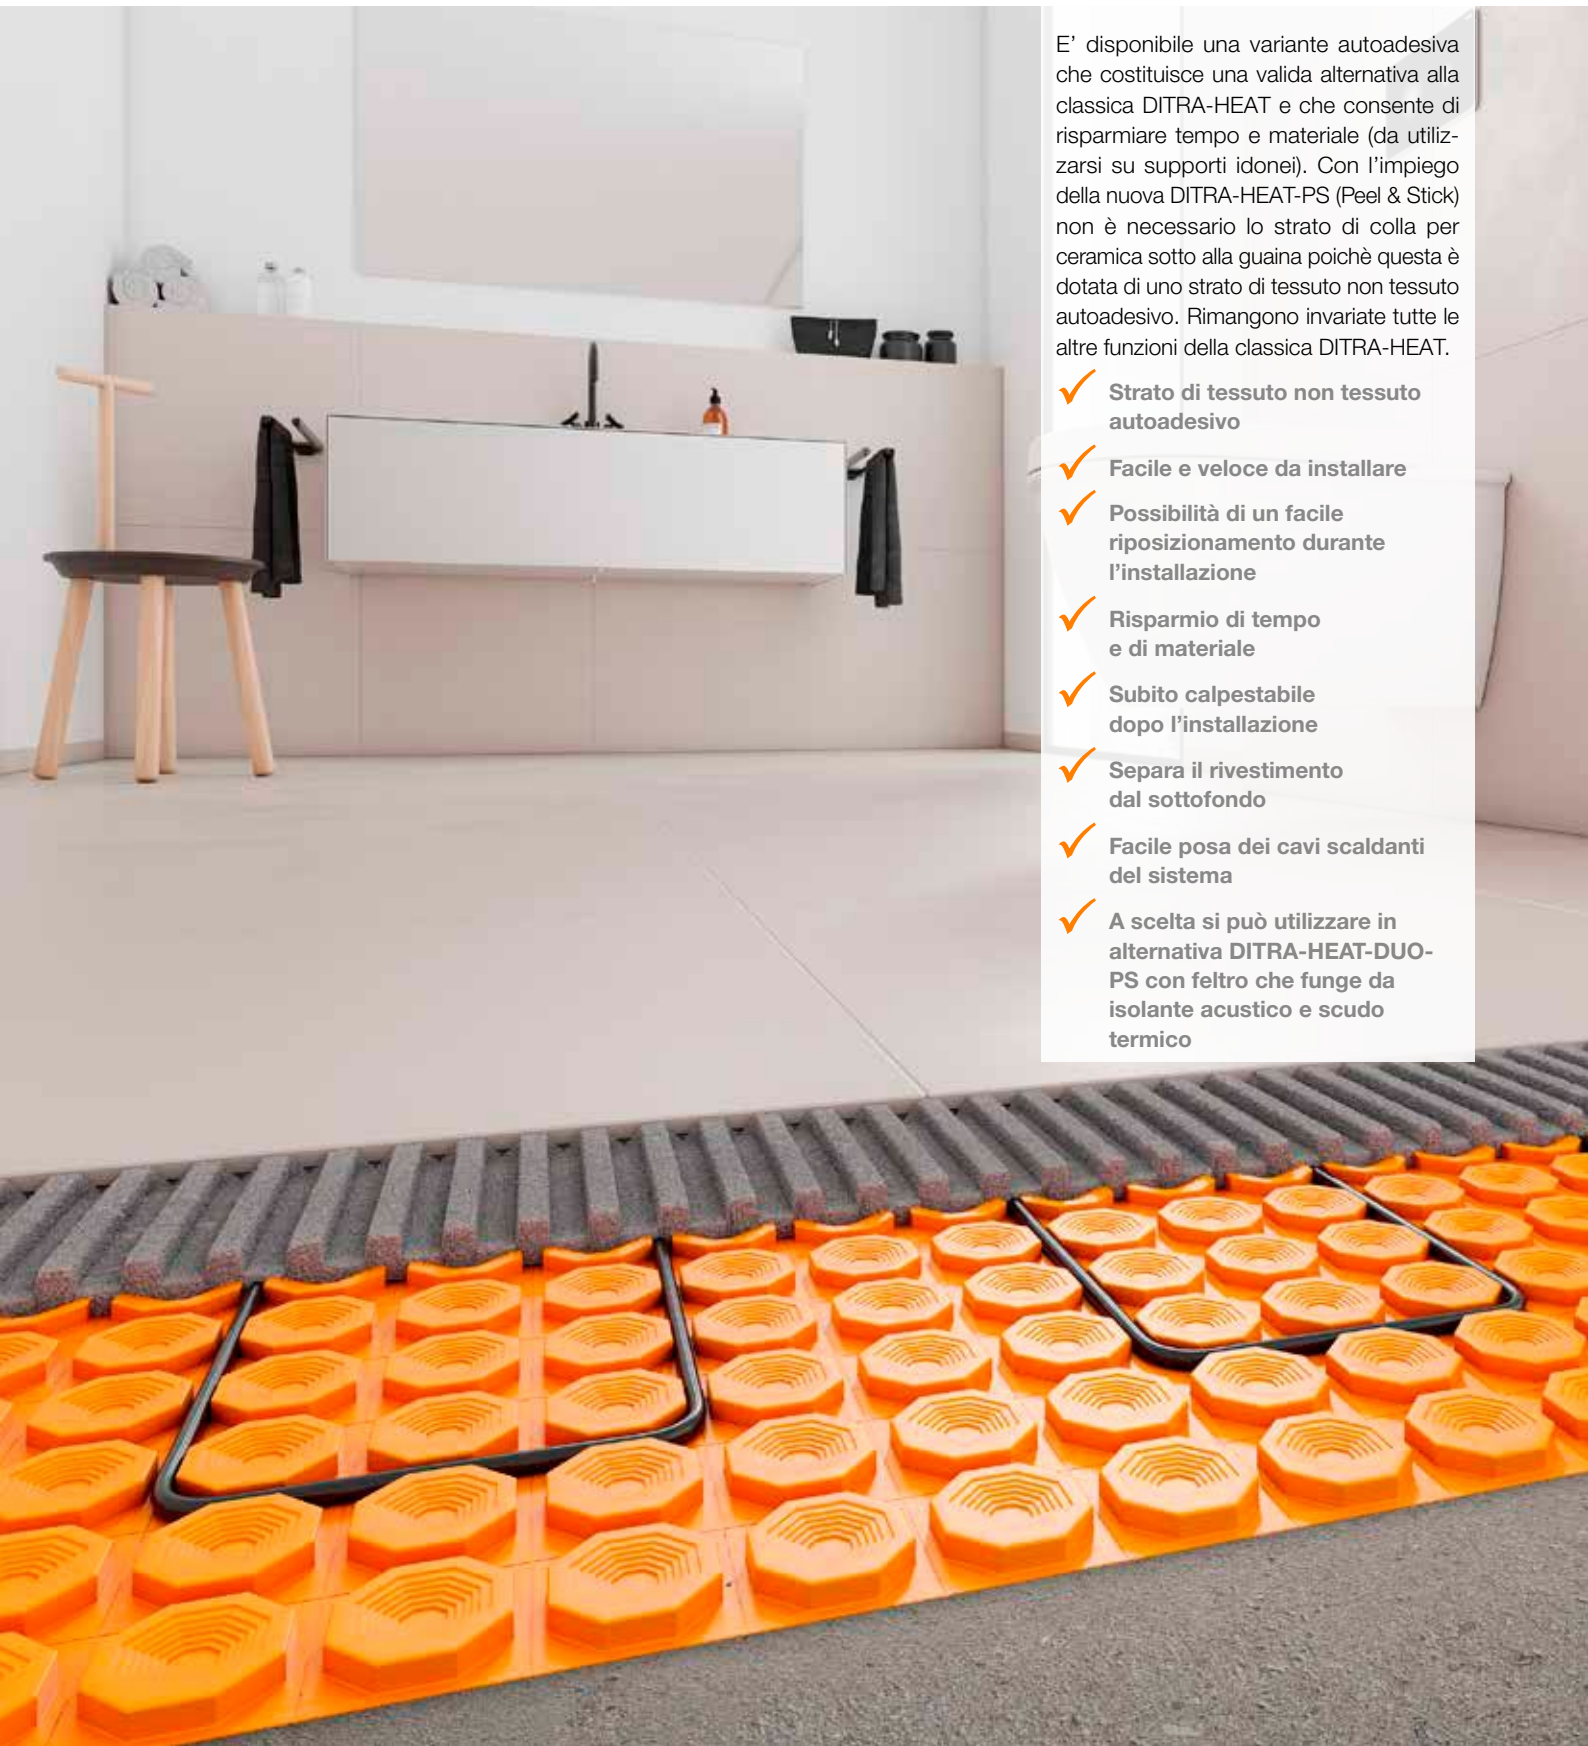 E’ disponibile una variante autoadesiva
che costituisce una valida alternativa alla
classica DITRA-HEAT e che consente di
risparmiare tempo e materiale (da utiliz-
zarsi su supporti idonei). Con l’impiego
della nuova DITRA-HEAT-PS (Peel & Stick)
non è necessario lo strato di colla per
ceramica sotto alla guaina poichè questa è
dotata di uno strato di tessuto non tessuto
autoadesivo. Rimangono invariate tutte le
altre funzioni della classica DITRA-HEAT.
Strato di tessuto non tessuto
autoadesivo
Facile e veloce da installare
Possibilità di un facile
riposizionamento durante
l’installazione
Risparmio di tempo
e di materiale
Subito calpestabile
dopo l’installazione
Separa il rivestimento
dal sottofondo
Facile posa dei cavi scaldanti
del sistema
A scelta si può utilizzare in
alternativa DITRA-HEAT-DUO-
PS con feltro che funge da
isolante acustico e scudo
termico